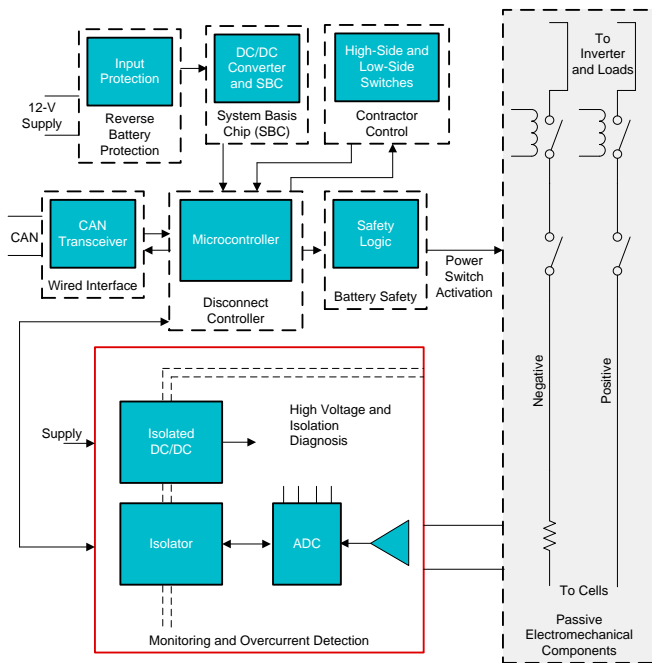 Input
Protection
12-V
Supply
Reverse
Battery
Protection
DC/DC
Converter
and SBC
System Basis
Chip (SBC)
High-Side and
Low-Side
Switches
Contractor
Control
To
Inverter
and Loads
CAN
CAN
Transceiver
Wired Interface
Microcontroller
Disconnect
Controller
Safety
Logic
Battery Safety
Power
Switch
Activation
Negative
Positive
Supply
Isolated
DC/DC
High Voltage and
Isolation
Diagnosis
Isolator
ADC
Monitoring and Overcurrent Detection
To Cells
Passive
Electromechanical
Components